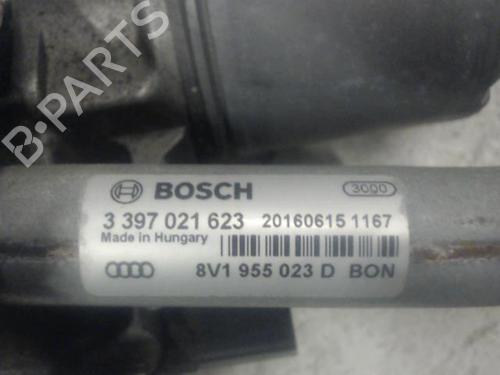 B-PARTS
BOSCH 3000
3 397 021 623 20160615 1167
Made in Hungary
8V1 955 023 D BON